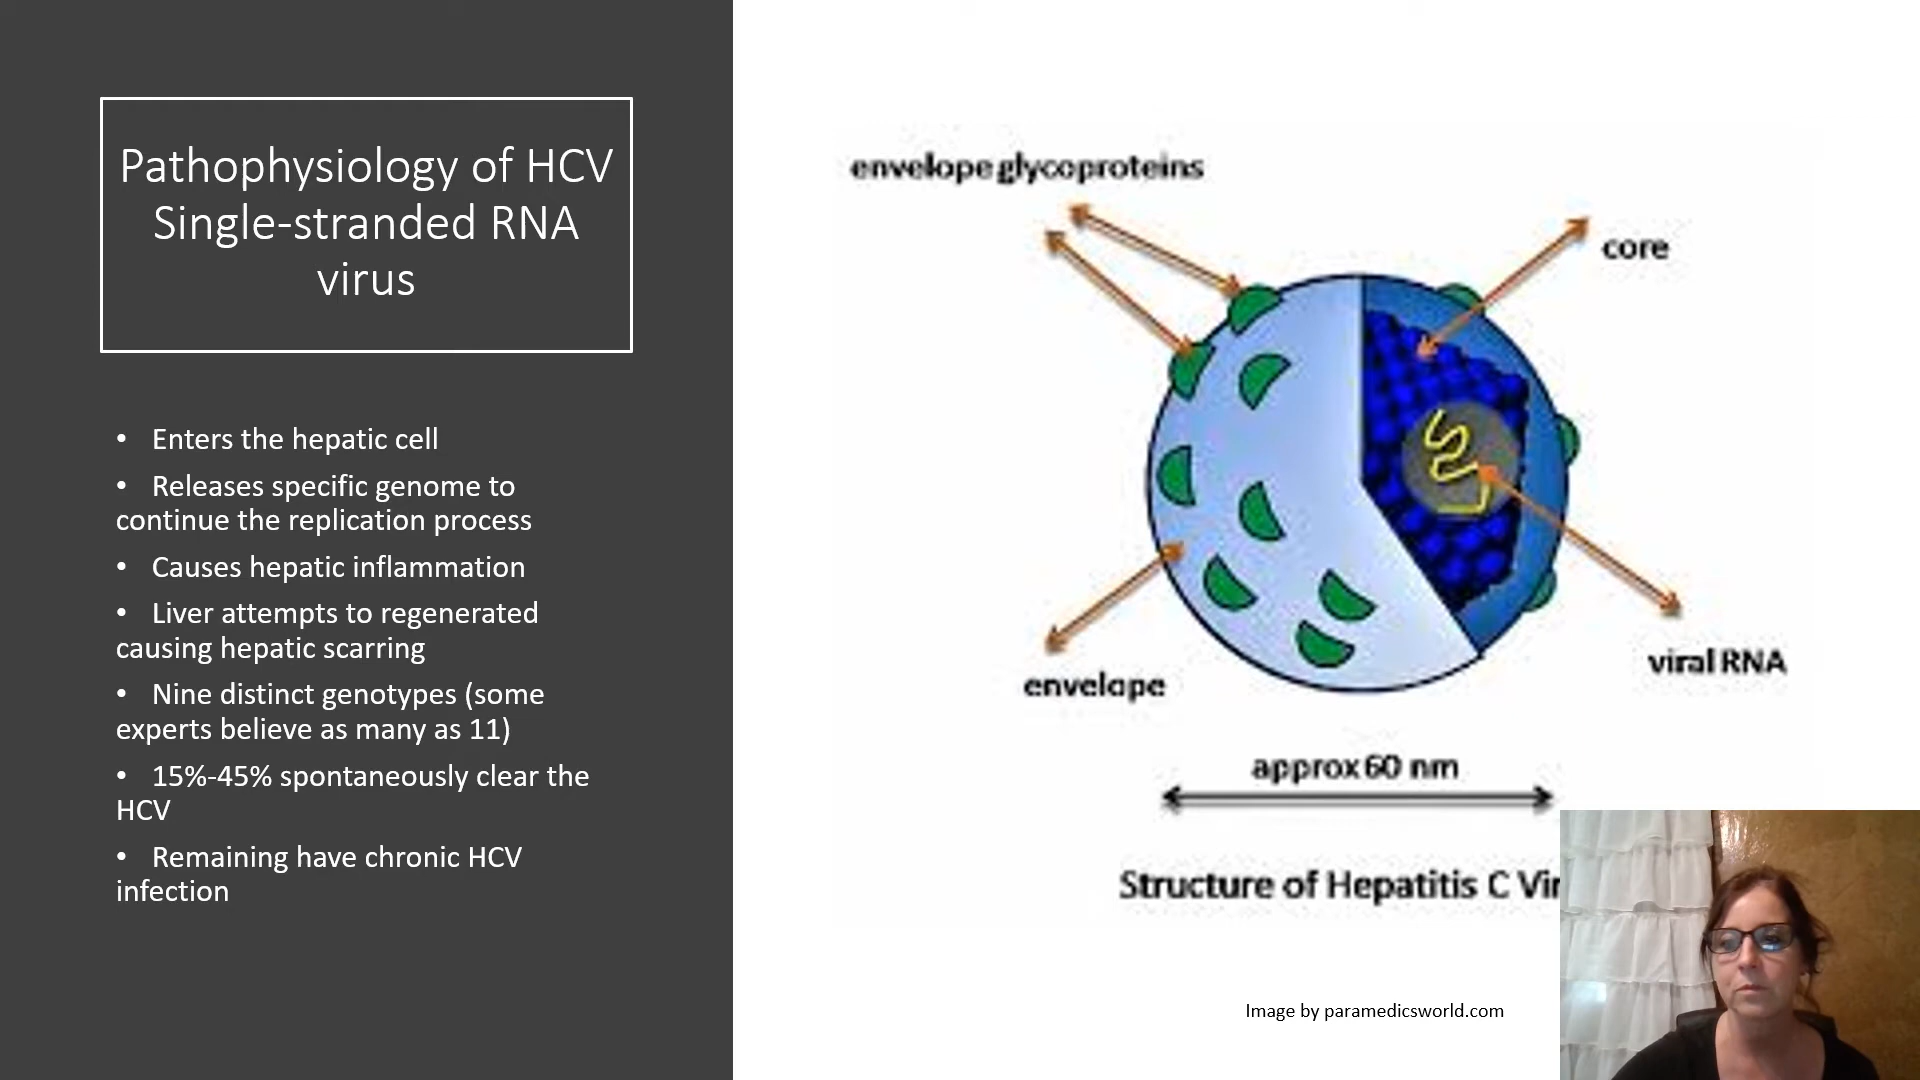 Pathophysiology of HCV
Single-stranded RNA
virus
• Enters the hepatic cell
• Releases specific genome to
continue the replication process
• Causes hepatic inflammation
• Liver attempts to regenerated
causing hepatic scarring
• Nine distinct genotypes (some
experts believe as many as 11)
• 15%-45% spontaneously clear the
HCV
• Remaining have chronic HCV
infection
envelope glycoproteins
core
envelope
viral RNA
approx 60 nm
Structure of Hepatitis C Vir
Image by paramedicsworld.com